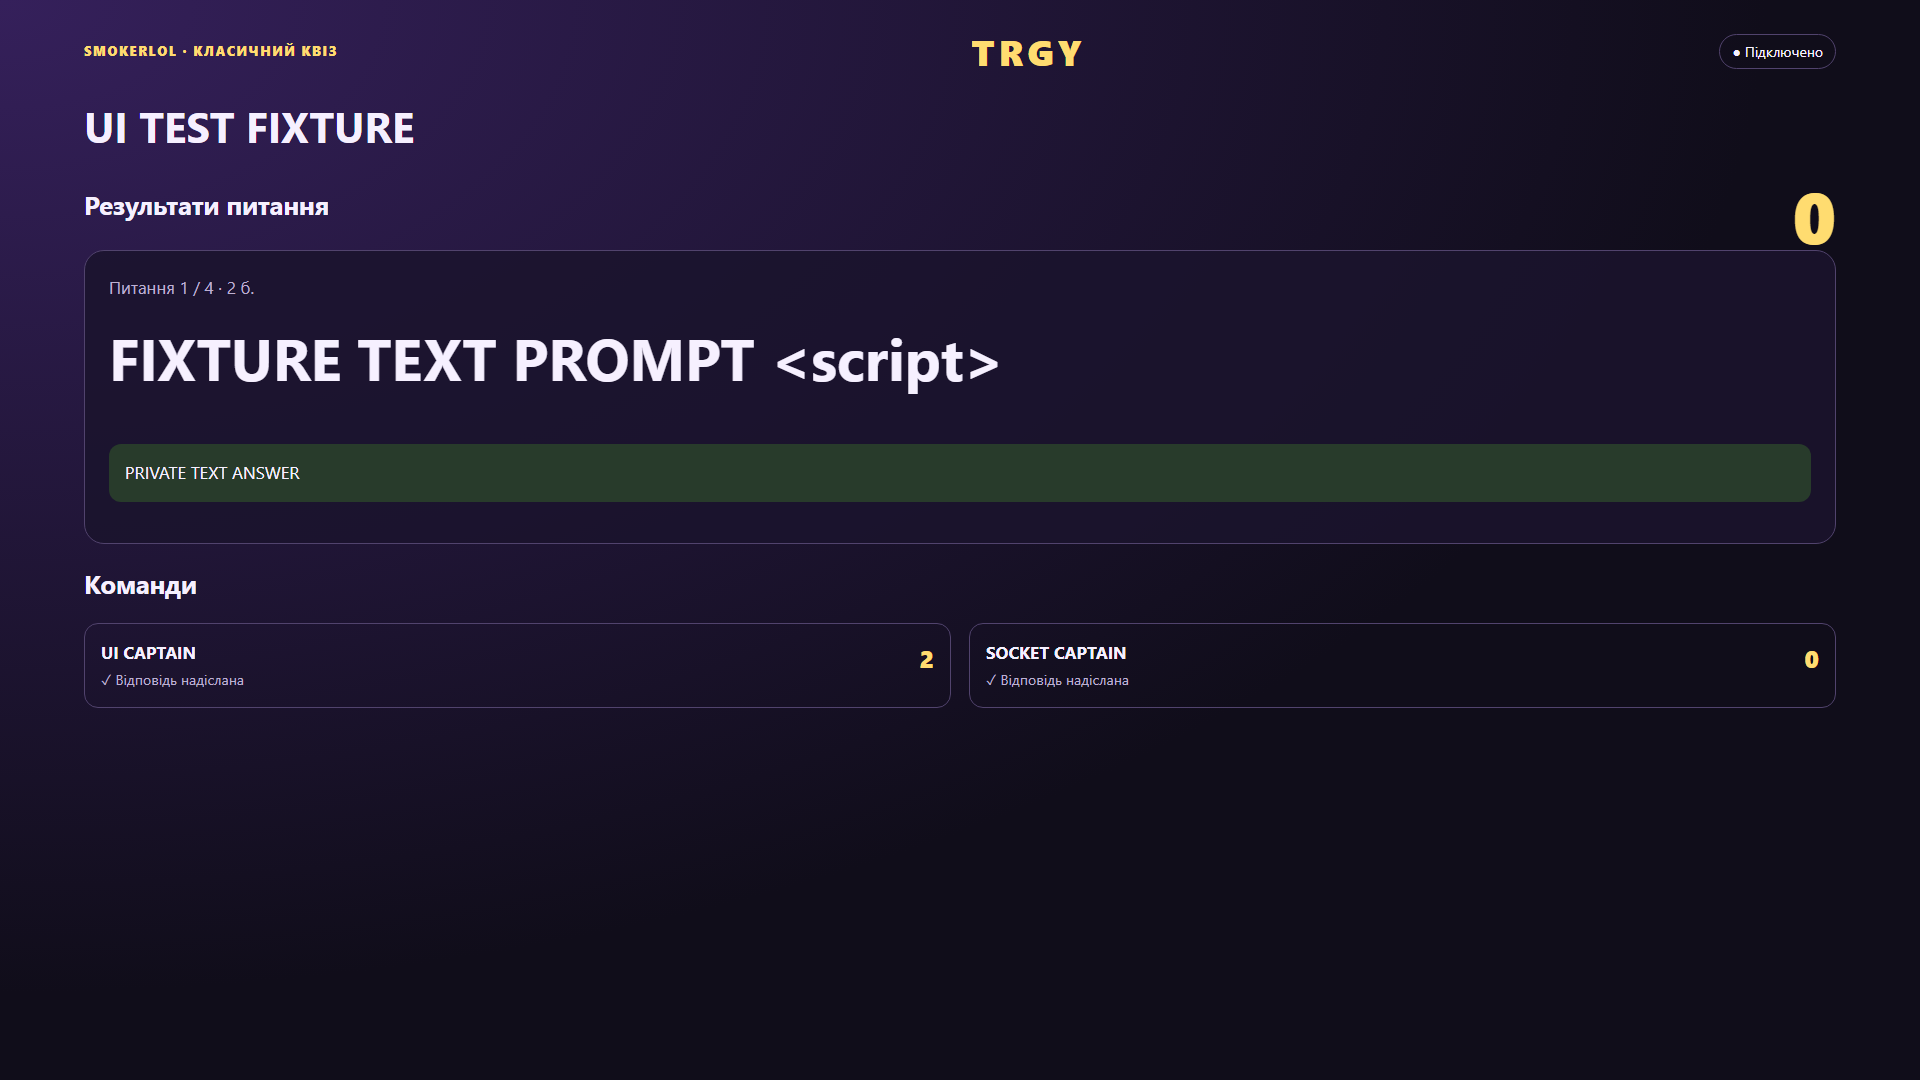 SMOKERLOL · КЛАСИЧНИЙ КВІЗ
TRGY
● Підключено
UI TEST FIXTURE
Результати питання
0
Питання 1 / 4 · 2 б.
FIXTURE TEXT PROMPT <script>
PRIVATE TEXT ANSWER
Команди
UI CAPTAIN
2
✓ Відповідь надіслана
SOCKET CAPTAIN
0
✓ Відповідь надіслана